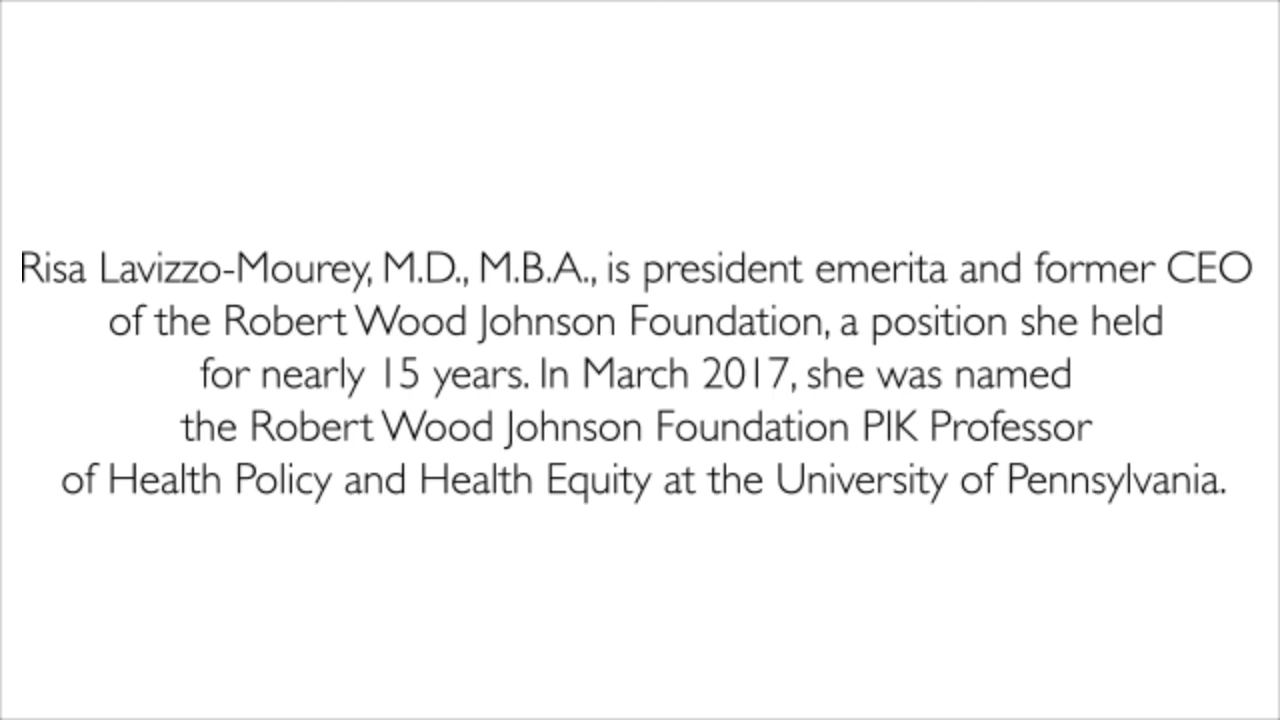 Risa Lavizzo-Mourey, M.D., M.B.A., is president emerita and former CEO
of the Robert Wood Johnson Foundation, a position she held
for nearly 15 years. In March 2017, she was named
the Robert Wood Johnson Foundation PIK Professor
of Health Policy and Health Equity at the University of Pennsylvania.